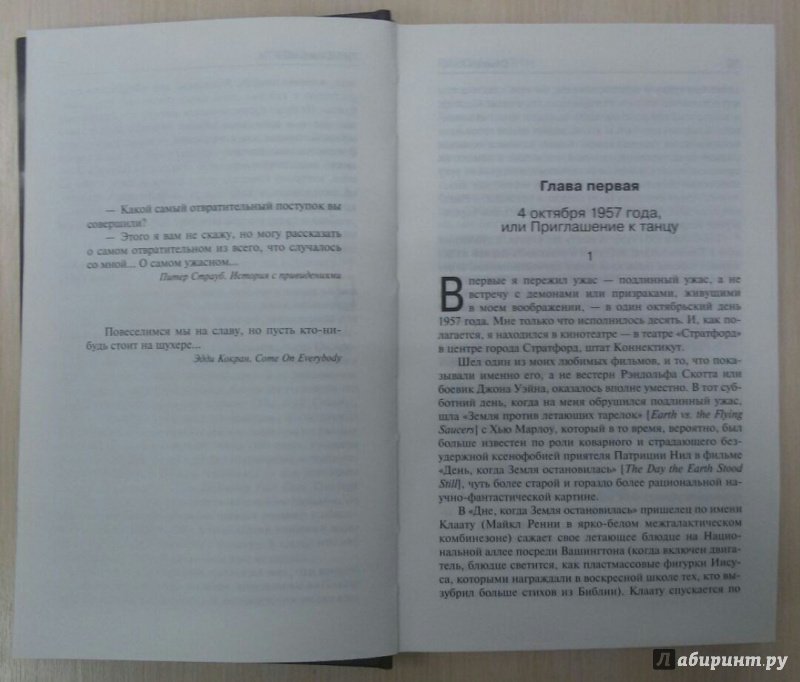 — Какой самый отвратительный поступок вы
совершили?
— Этого я вам не скажу, но могу рассказать
о самом отвратительном из всего, что случалось
со мной... О самом ужасном...
Питер Страуб. История с привидениями
Повеселимся мы на славу, но пусть кто-ни-
будь стоит на шухере...
Эдди Кокран. Come On Everybody
Глава первая
4 октября 1957 года,
или Приглашение к танцу
1
Впервые я пережил ужас — подлинный ужас, а не
встречу с демонами или призраками, живущими
в моем воображении, — в один октябрьский день
1957 года. Мне только что исполнилось десять. И, как по-
лагается, я находился в кинотеатре — в театре «Стратфорд»
в центре города Стратфорд, штат Коннектикут.
Шел один из моих любимых фильмов, и то, что пока-
зывали именно его, а не вестерн Рэндольфа Скотта или
боевик Джона Уэйна, оказалось вполне уместно. В тот суб-
ботний день, когда на меня обрушился подлинный ужас,
шла «Земля против летающих тарелок» [Earth vs. the Flying
Saucers] с Хью Марлоу, который в то время, вероятно, был
больше известен по роли коварного и страдающего без-
удержной ксенофобией приятеля Патриции Нил в фильме
«День, когда Земля остановилась» [The Day the Earth Stood
Still], чуть более старой и гораздо более рациональной на-
учно-фантастической картине.
В «Дне, когда Земля остановилась» пришелец по имени
Клаату (Майкл Ренни в ярко-белом межгалактическом
комбинезоне) сажает свое летающее блюдце на Нацио-
нальной аллее посреди Вашингтона (когда включен двига-
тель, блюдце светится, как пластмассовые фигурки Иису-
са, которыми награждали в воскресной школе тех, кто вы-
зубрил больше стихов из Библии). Клаату спускается по
лабиринт.ру